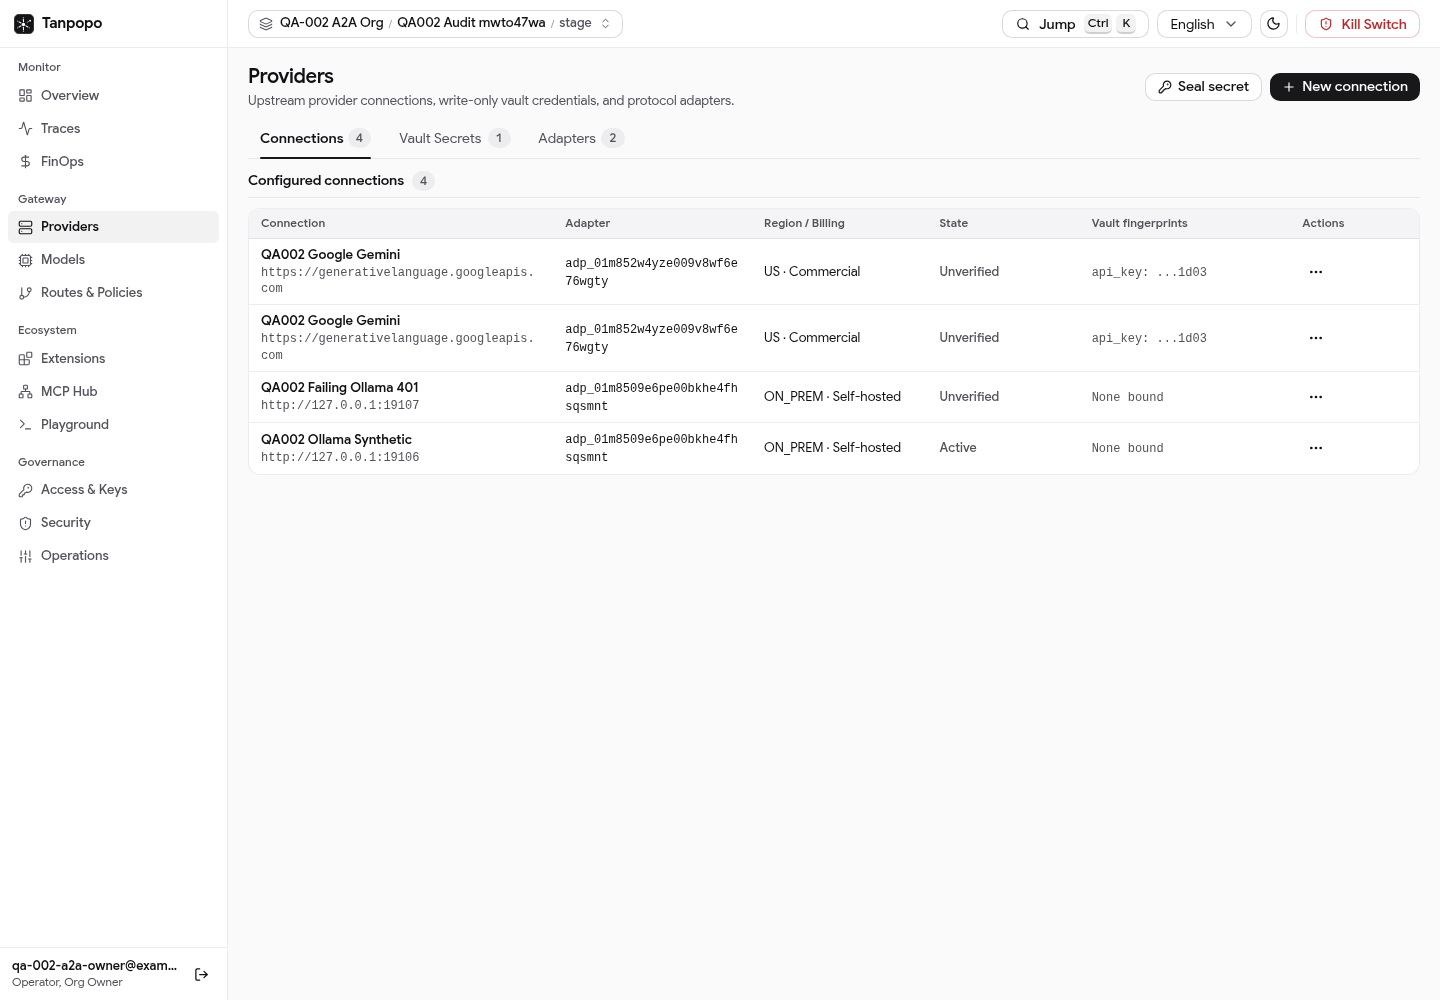 Tanpopo
QA-002 A2A Org / QA002 Audit mwto47wa / stage
Jump Ctrl K
English
Kill Switch
Monitor
Overview
Traces
FinOps
Gateway
Providers
Models
Routes & Policies
Ecosystem
Extensions
MCP Hub
Playground
Governance
Access & Keys
Security
Operations
qa-002-a2a-owner@exam...
Operator, Org Owner
Providers
Upstream provider connections, write-only vault credentials, and protocol adapters.
Seal secret
New connection
Connections 4
Vault Secrets 1
Adapters 2
Configured connections 4
Connection Adapter Region / Billing State Vault fingerprints Actions
QA002 Google Gemini
https://generativelanguage.googleapis.
com
adp_01m852w4yze009v8wf6e
76wgty
US · Commercial
Unverified
api_key: ...1d03
QA002 Google Gemini
https://generativelanguage.googleapis.
com
adp_01m852w4yze009v8wf6e
76wgty
US · Commercial
Unverified
api_key: ...1d03
QA002 Failing Ollama 401
http://127.0.0.1:19107
adp_01m8509e6pe00bkhe4fh
sqsmnt
ON_PREM · Self-hosted
Unverified
None bound
QA002 Ollama Synthetic
http://127.0.0.1:19106
adp_01m8509e6pe00bkhe4fh
sqsmnt
ON_PREM · Self-hosted
Active
None bound